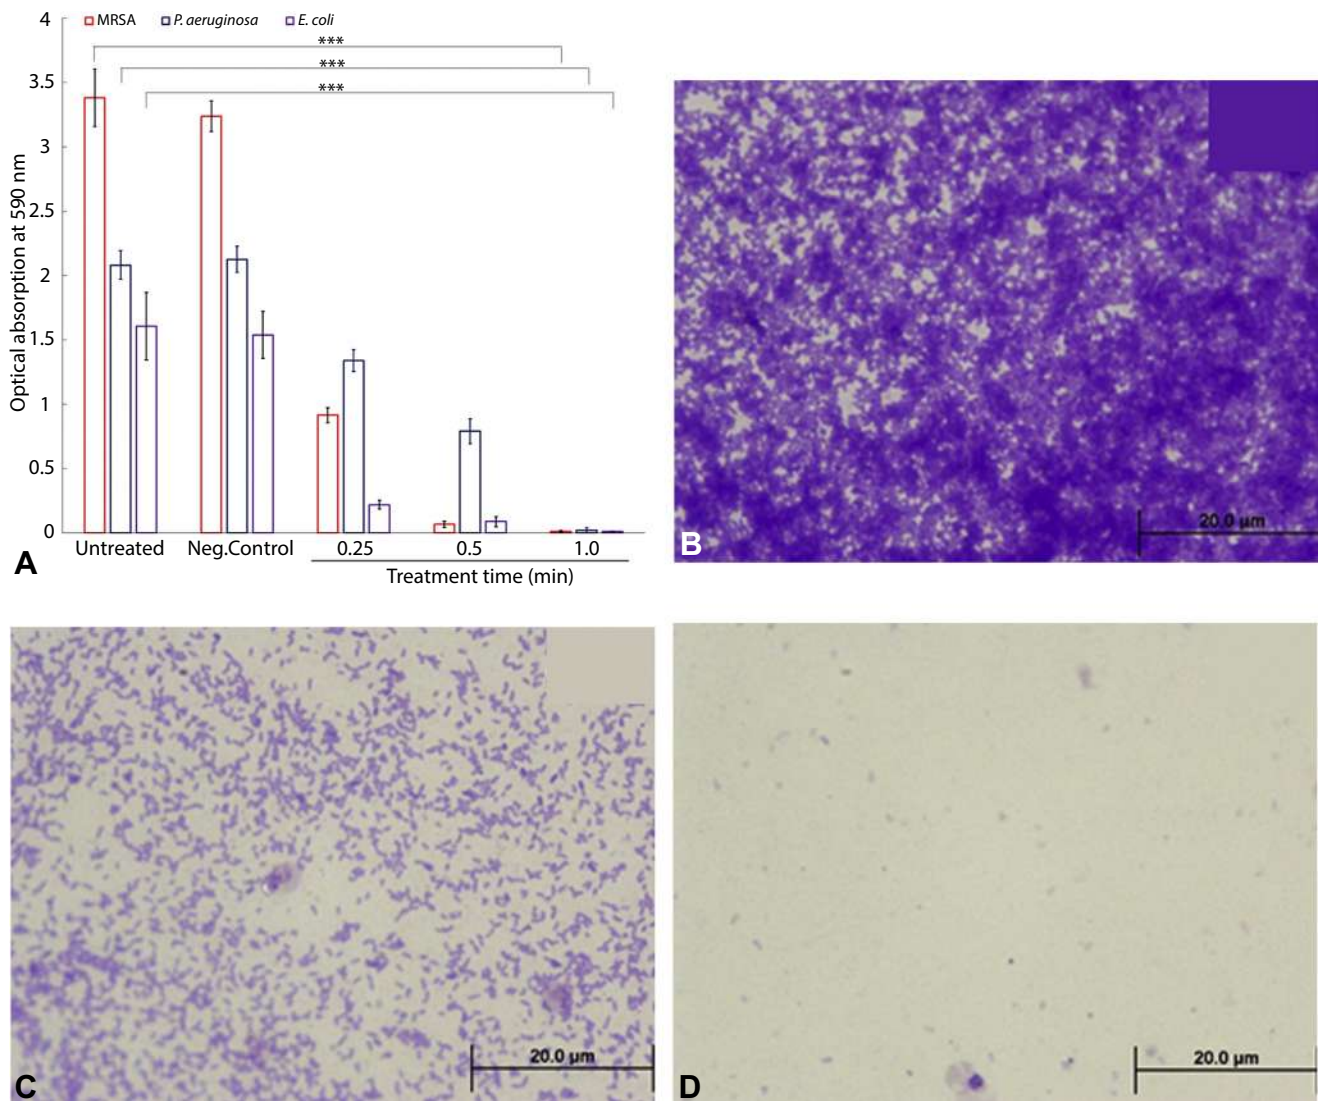 MRSA P. aeruginosa E. coli
***
***
***
4
3.5
3
2.5
2
1.5
1
0.5
0
Optical absorption at 590 nm
Untreated Neg.Control 0.25 0.5 1.0
Treatment time (min)
A
20.0 µm
B
20.0 µm
C
20.0 µm
D